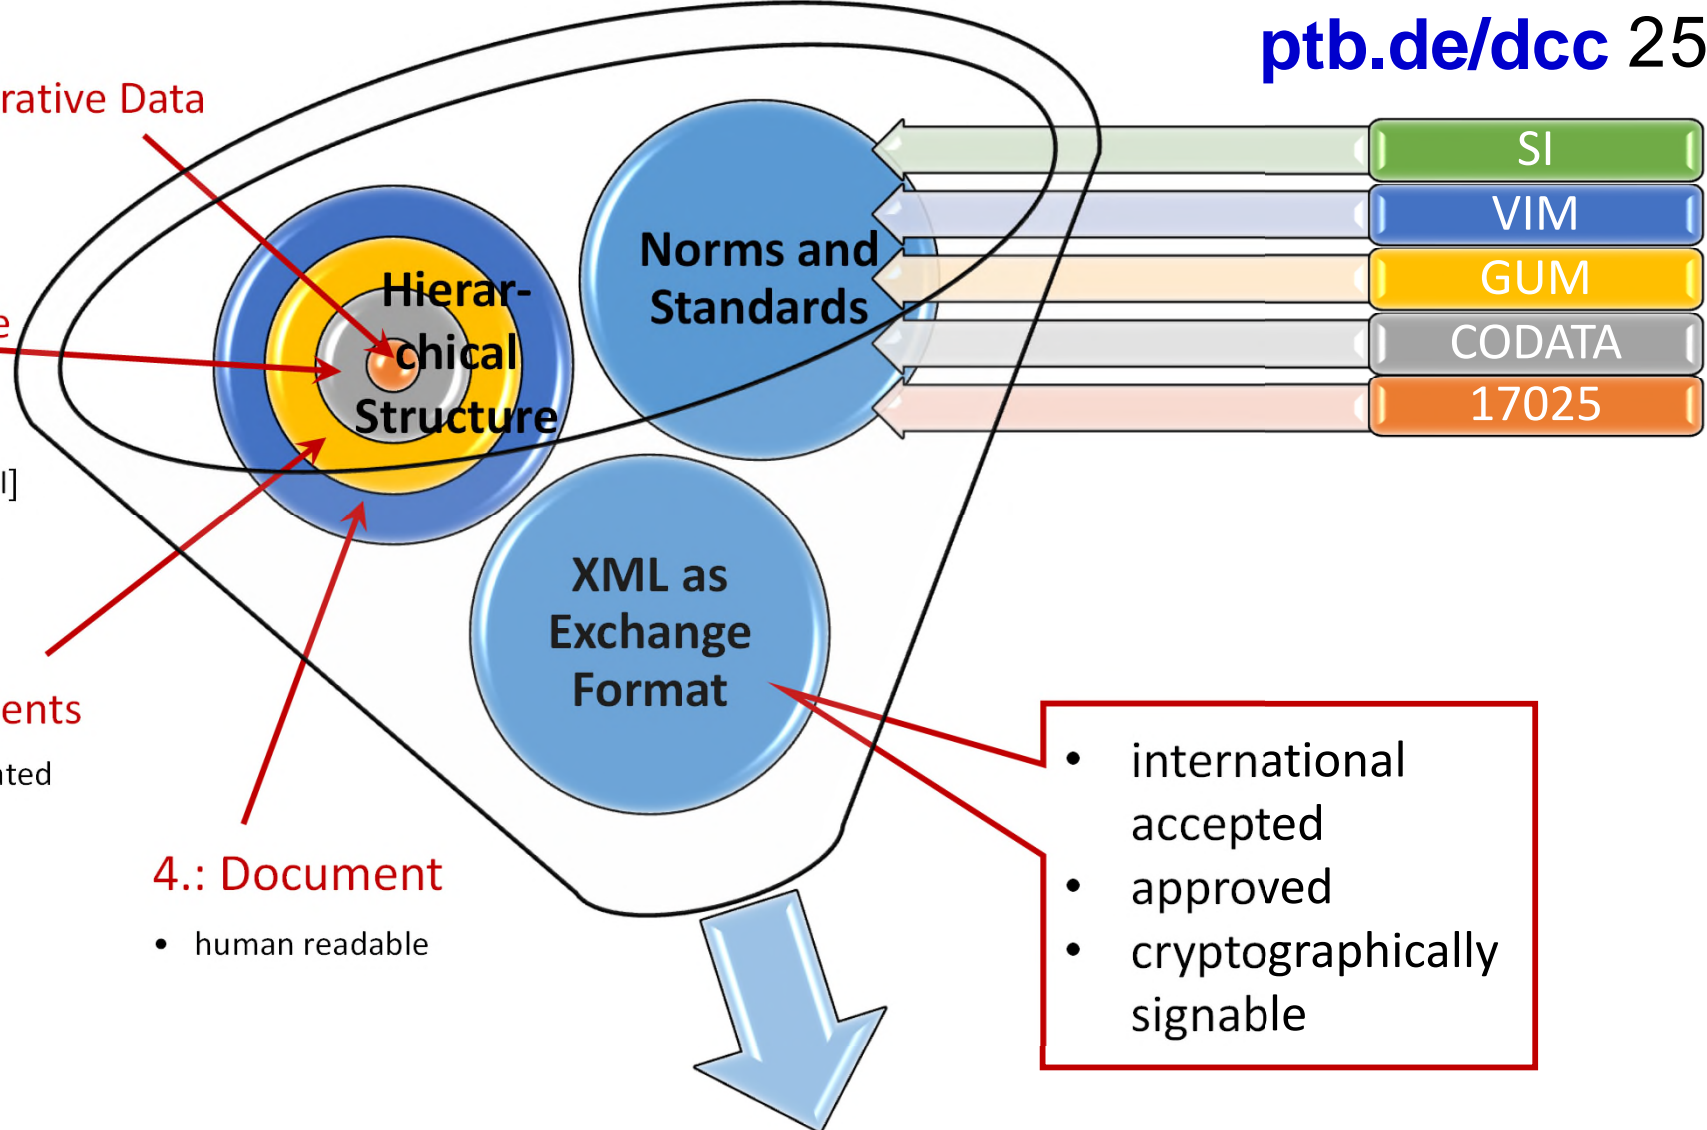 ptb.de/dcc 25
rative Data
SI
VIM
GUM
CODATA
17025
Norms and
Standards
Hierar-
chical
Structure
e
I]
XML as
Exchange
Format
ents
ated
4.: Document
• human readable
• international
accepted
• approved
• cryptographically
signable